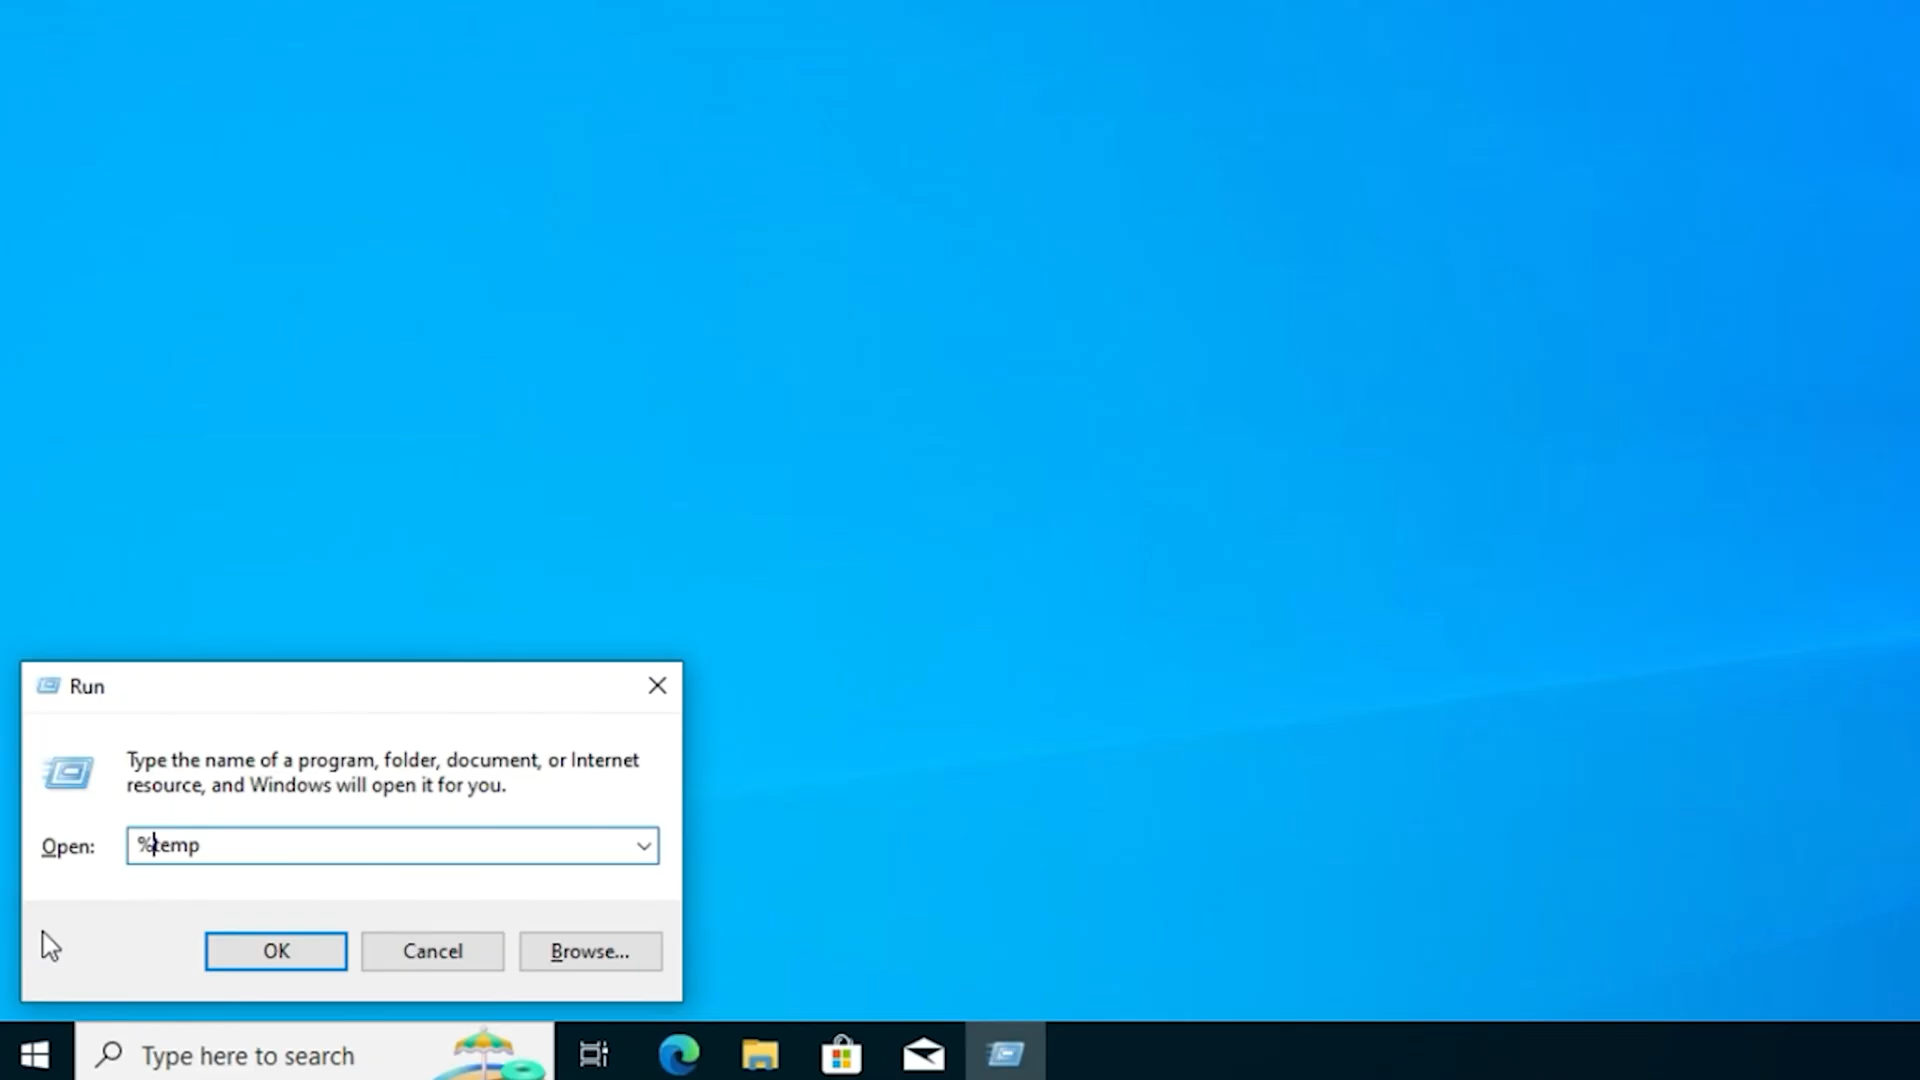 Run
Type the name of a program, folder, document, or Internet
resource, and Windows will open it for you.
Open:
%temp
OK
Cancel
Browse...
Type here to search